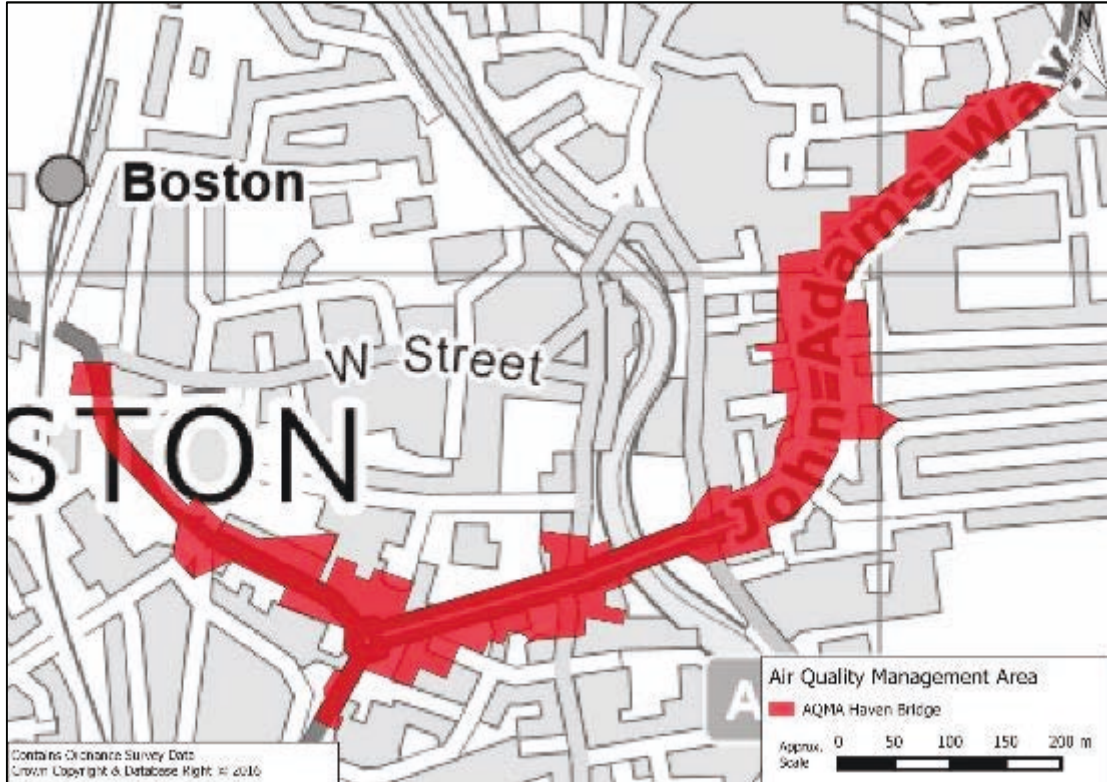 N
John Adams Way
Boston
W Street
STON
A
Air Quality Management Area
AQMA Haven Bridge
Approx. Scale 0 50 100 150 200 m
Contains Ordnance Survey Data
Crown Copyright & Database Right © 2016